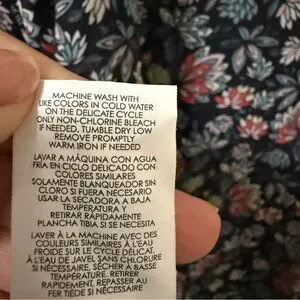 MACHINE WASH WITH
LIKE COLORS IN COLD WATER
ON THE DELICATE CYCLE
ONLY NON-CHLORINE BLEACH
IF NEEDED, TUMBLE DRY LOW
REMOVE PROMPTLY
WARM IRON IF NEEDED
LAVAR A MÁQUINA CON AGUA
FRÍA EN CICLO DELICADO CON
COLORES SIMILARES
SOLAMENTE BLANQUEADOR SIN
CLORO SI FUERA NECESARIO
USAR LA SECADORA A BAJA
TEMPERATURA Y
RETIRAR RÁPIDAMENTE
PLANCHA TIBIA SI SE NECESITA
LAVER À LA MACHINE AVEC DES
COULEURS SIMILAIRES À L'EAU
FROIDE SUR LE CYCLE DÉLICAT.
EAU DE JAVEL SANS CHLORURE
SI NÉCESSAIRE, SÉCHER À BASSE
TEMPÉRATURE. RETIRER
RAPIDEMENT, REPASSER AU
FER TIÈDE SI NÉCESSAIRE